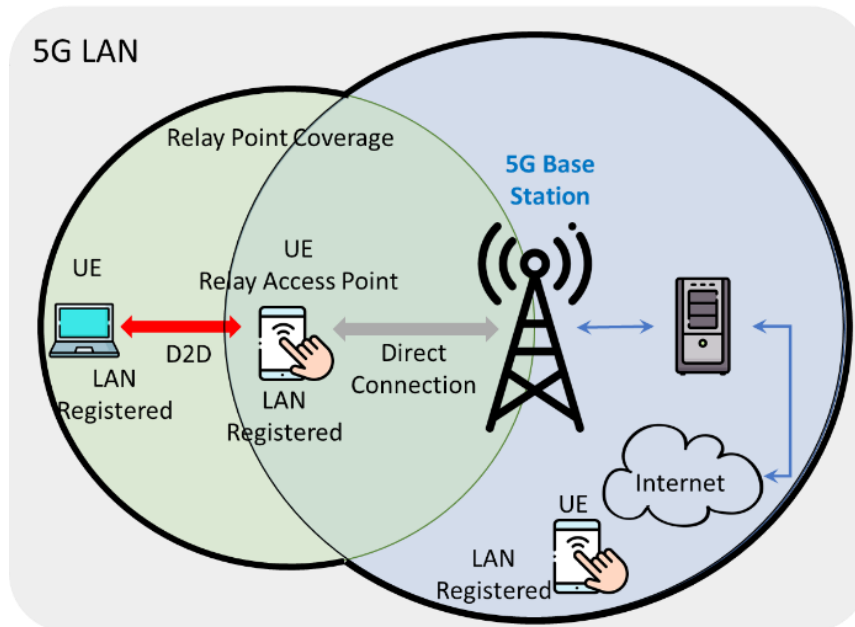 5G LAN
Relay Point Coverage
5G Base
Station
UE
UE
Relay Access Point
D2D
Direct
Connection
LAN
Registered
LAN
Registered
Internet
UE
LAN
Registered